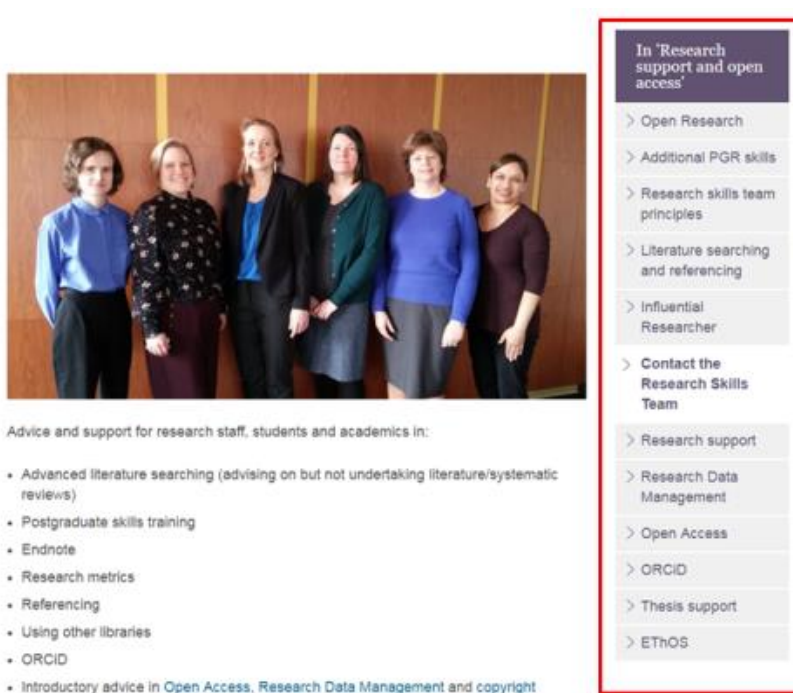 In 'Research
support and open
access'
Open Research
Additional PGR skills
Research skills team
principles
Literature searching
and referencing
Influential
Researcher
Contact the
Research Skills
Team
Research support
Research Data
Management
Open Access
ORCiD
Thesis support
EThOS
Advice and support for research staff, students and academics in:
• Advanced literature searching (advising on but not undertaking literature/systematic
reviews)
• Postgraduate skills training
• Endnote
• Research metrics
• Referencing
• Using other libraries
• ORCiD
• Introductory advice in Open Access, Research Data Management and copyright